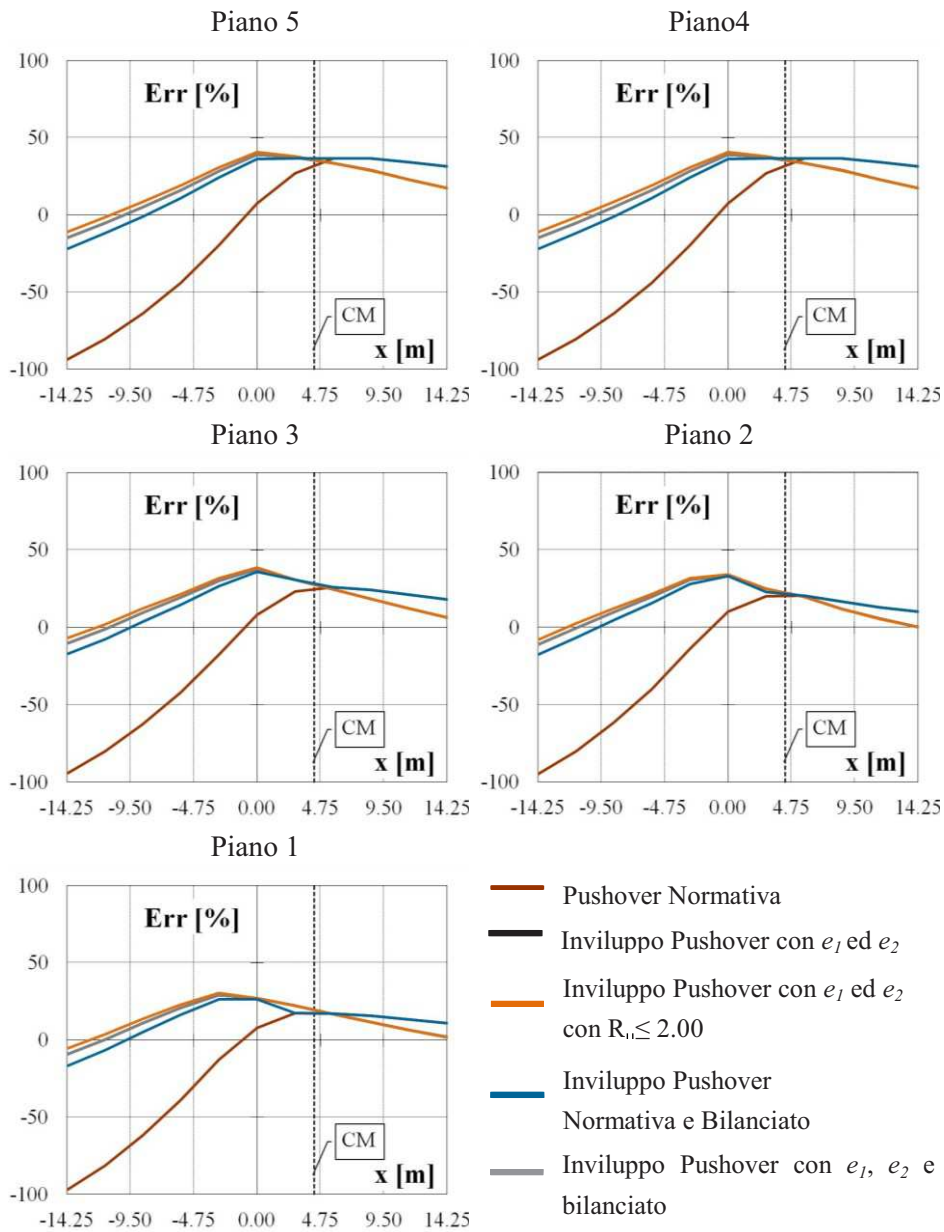 Piano 5
Piano4
100
50
0
-50
-100
Err [%]
CM
x [m]
-14.25 -9.50 -4.75 0.00 4.75 9.50 14.25
100
50
0
-50
-100
Err [%]
CM
x [m]
-14.25 -9.50 -4.75 0.00 4.75 9.50 14.25
Piano 3
Piano 2
100
50
0
-50
-100
Err [%]
CM
x [m]
-14.25 -9.50 -4.75 0.00 4.75 9.50 14.25
100
50
0
-50
-100
Err [%]
CM
x [m]
-14.25 -9.50 -4.75 0.00 4.75 9.50 14.25
Piano 1
100
50
0
-50
-100
Err [%]
CM
x [m]
-14.25 -9.50 -4.75 0.00 4.75 9.50 14.25
Pushover Normativa
Inviluppo Pushover con e1 ed e2
Inviluppo Pushover con e1 ed e2
con ≤ 2.00
Inviluppo Pushover
Normativa e Bilanciato
Inviluppo Pushover con e1, e2 e
bilanciato